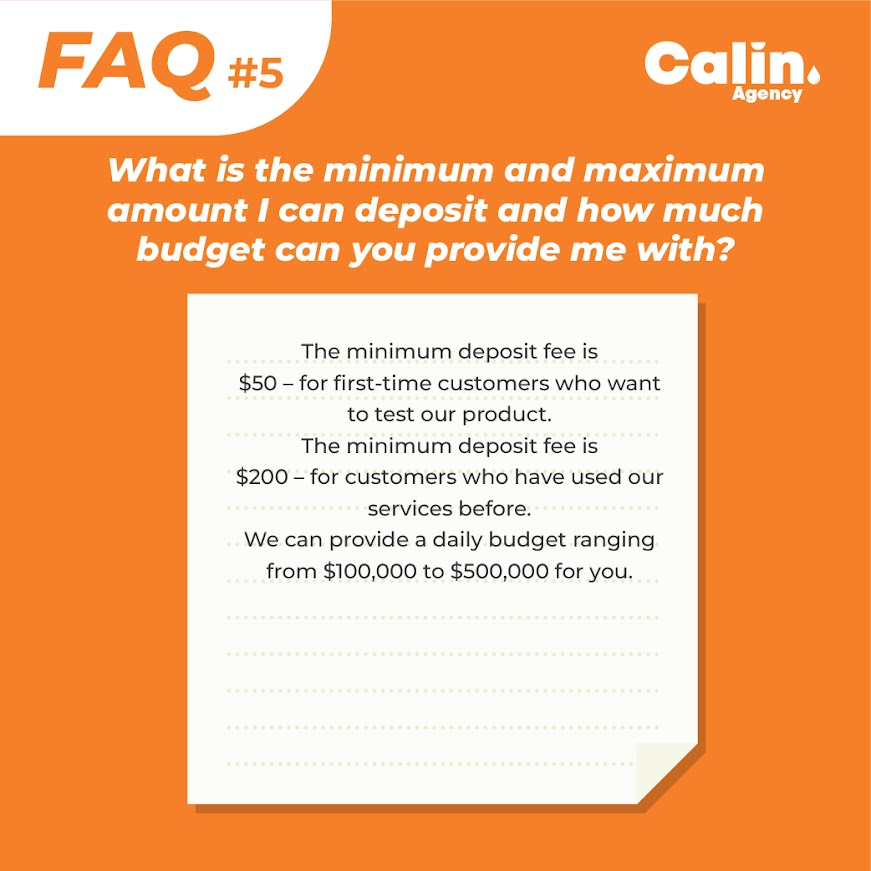 FAQ #5
Calin
Agency
What is the minimum and maximum
amount I can deposit and how much
budget can you provide me with?
The minimum deposit fee is
$50 – for first-time customers who want
to test our product.
The minimum deposit fee is
$200 – for customers who have used our
services before.
We can provide a daily budget ranging
from $100,000 to $500,000 for you.